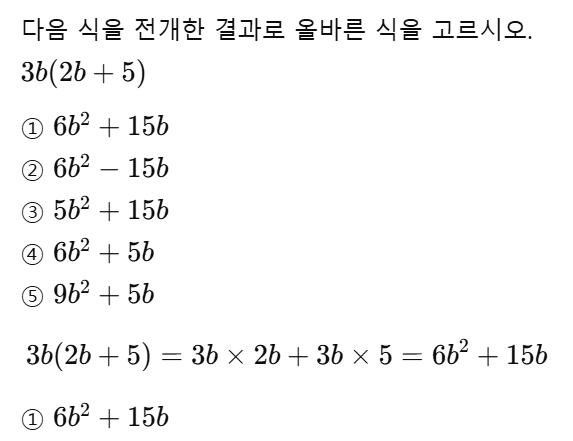 다음 식을 전개한 결과로 올바른 식을 고르시오.
3b(2b + 5)
① 6b² + 15b
② 6b² − 15b
③ 5b² + 15b
④ 6b² + 5b
⑤ 9b² + 5b
3b(2b + 5) = 3b × 2b + 3b × 5 = 6b² + 15b
① 6b² + 15b